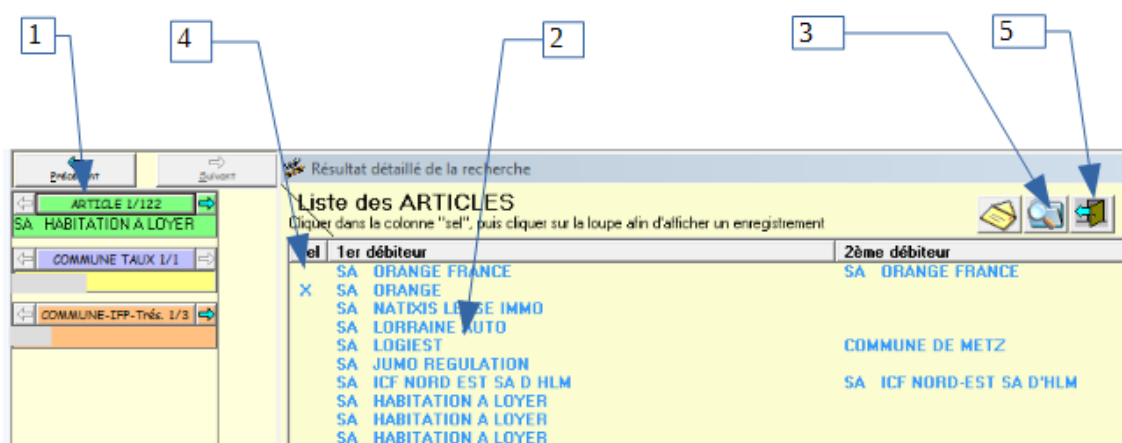 1
4
2
3
5
Précédent
Suivant
Résultat détaillé de la recherche
ARTICLE 1/122
SA HABITATION A LOYER
Liste des ARTICLES
Cliquer dans la colonne "sel", puis cliquer sur la loupe afin d'afficher un enregistrement
COMMUNE TAUX 1/1
COMMUNE-IFP-Trés. 1/3
sel 1er débiteur 2ème débiteur
SA ORANGE FRANCE SA ORANGE FRANCE
X SA ORANGE
SA NATIXIS LEASE IMMO
SA LORRAINE AUTO
SA LOGIEST COMMUNE DE METZ
SA JUMO REGULATION
SA ICF NORD EST SA D HLM SA ICF NORD-EST SA D'HLM
SA HABITATION A LOYER
SA HABITATION A LOYER
SA HABITATION A LOYER